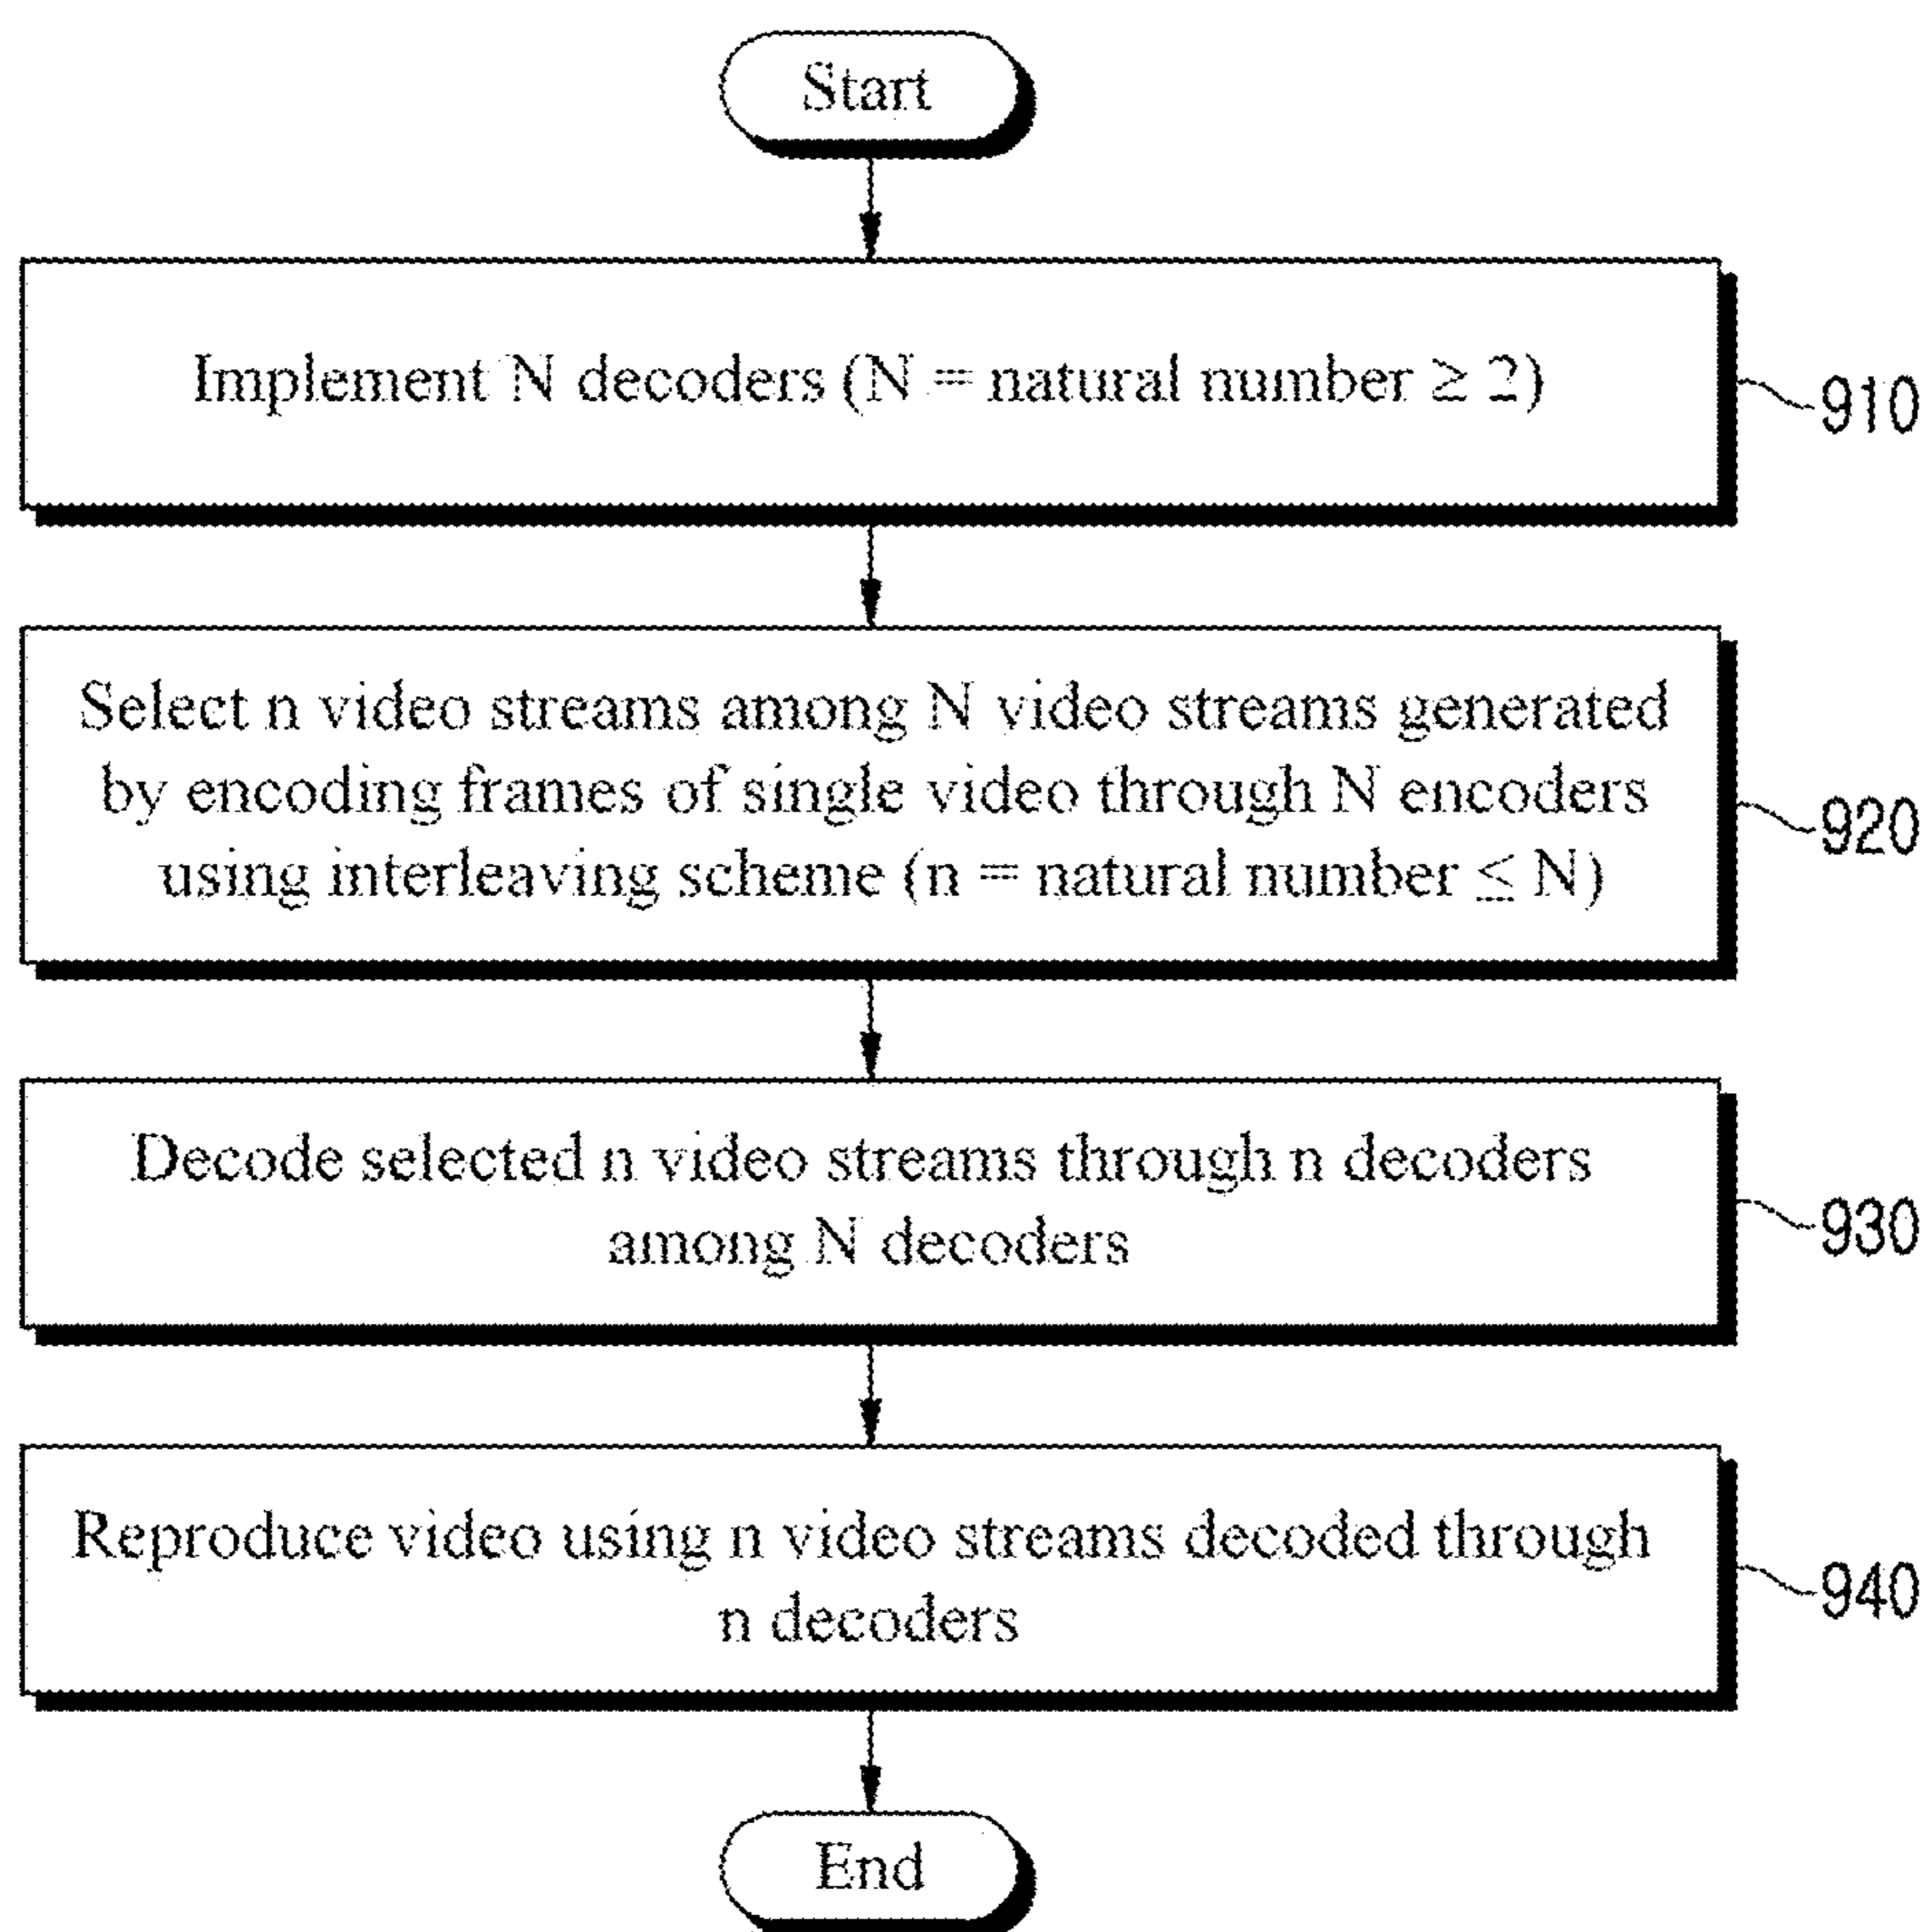 Start
Implement N decoders (N = natural number ≥ 2)
910
Select n video streams among N video streams generated
by encoding frames of single video through N encoders
using interleaving scheme (n = natural number ≤ N)
920
Decode selected n video streams through n decoders
among N decoders
930
Reproduce video using n video streams decoded through
n decoders
940
End